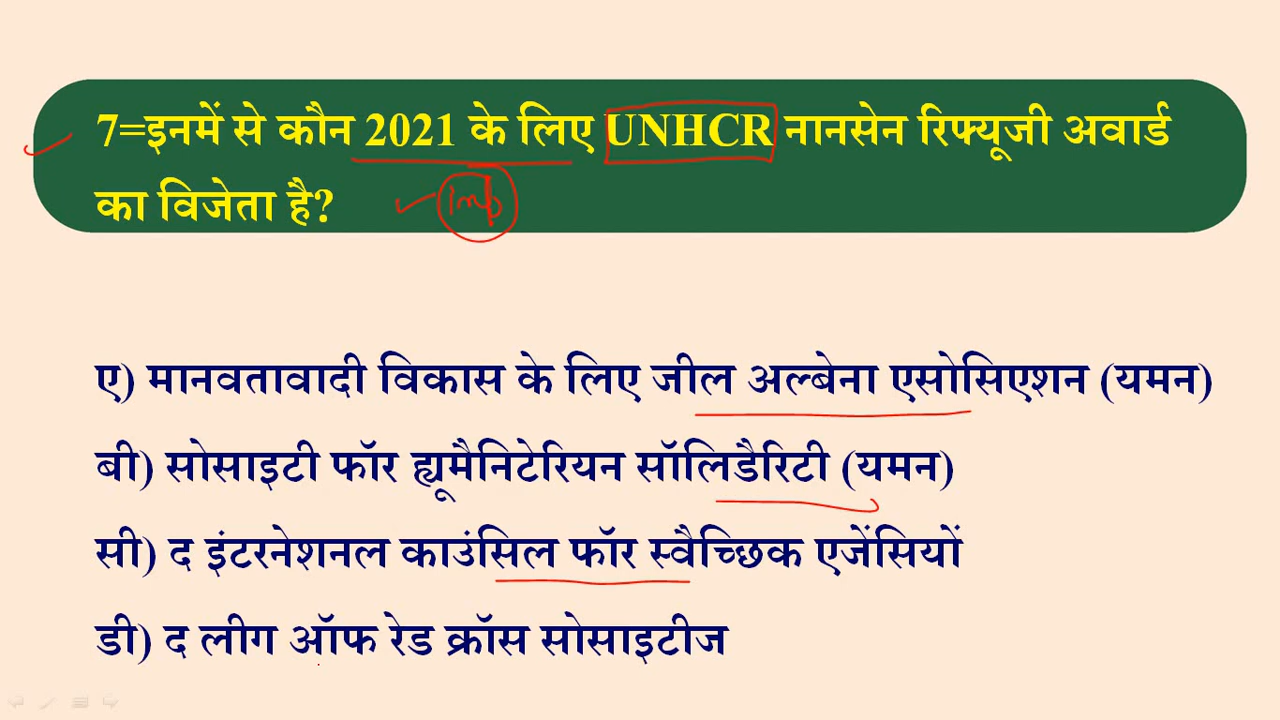 7=इनमें से कौन 2021 के लिए UNHCR नानसेन रिफ्यूजी अवार्ड
का विजेता है?
imp
ए) मानवतावादी विकास के लिए जील अल्बेना एसोसिएशन (यमन)
बी) सोसाइटी फॉर ह्यूमैनिटेरियन सॉलिडैरिटी (यमन)
सी) द इंटरनेशनल काउंसिल फॉर स्वैच्छिक एजेंसियों
डी) द लीग ऑफ रेड क्रॉस सोसाइटीज